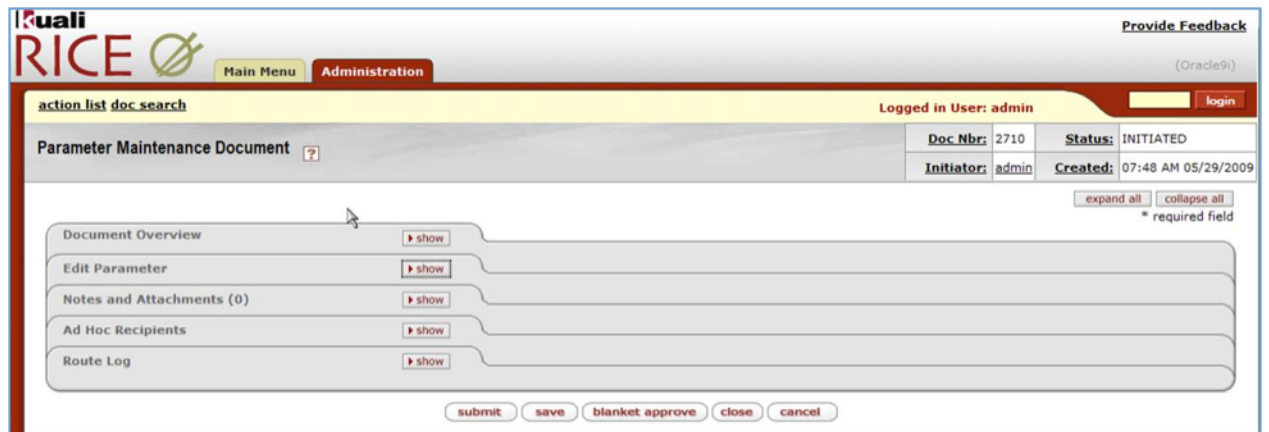 kuali
RICE
Main Menu Administration
Provide Feedback
(Oracle9i)
action list doc search
Logged in User: admin
login
Parameter Maintenance Document ?
Doc Nbr: 2710 Status: INITIATED
Initiator: admin Created: 07:48 AM 05/29/2009
expand all collapse all
* required field
Document Overview show
Edit Parameter show
Notes and Attachments (0) show
Ad Hoc Recipients show
Route Log show
submit save blanket approve close cancel